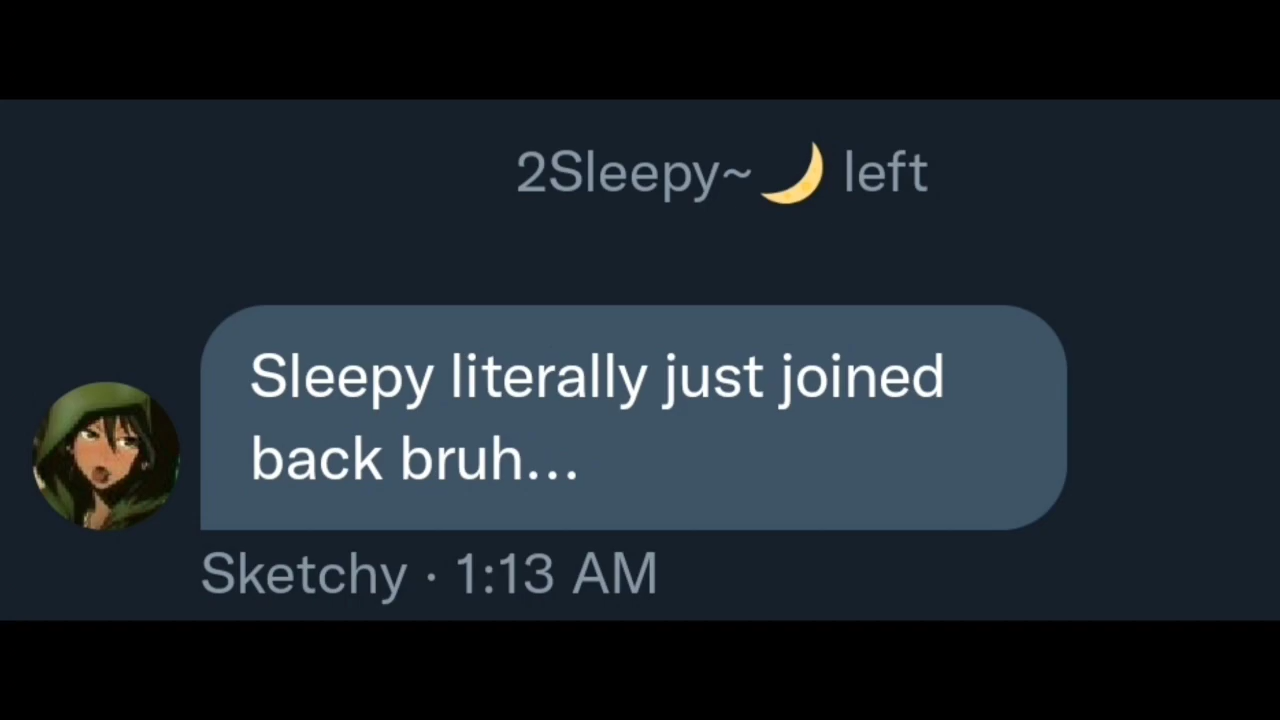 2Sleepy~🌙 left
Sleepy literally just joined
back bruh...
Sketchy · 1:13 AM